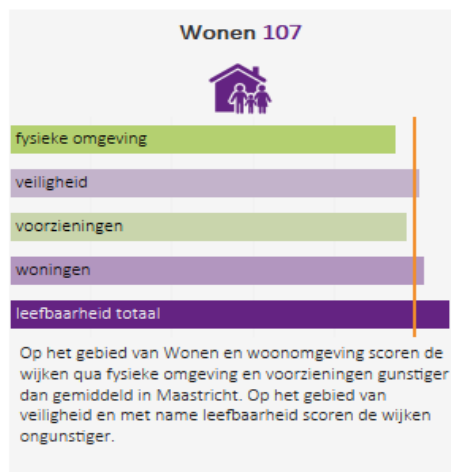 Wonen 107
fysieke omgeving
veiligheid
voorzieningen
woningen
leefbaarheid totaal
Op het gebied van Wonen en woonomgeving scoren de
wijken qua fysieke omgeving en voorzieningen gunstiger
dan gemiddeld in Maastricht. Op het gebied van
veiligheid en met name leefbaarheid scoren de wijken
ongunstiger.